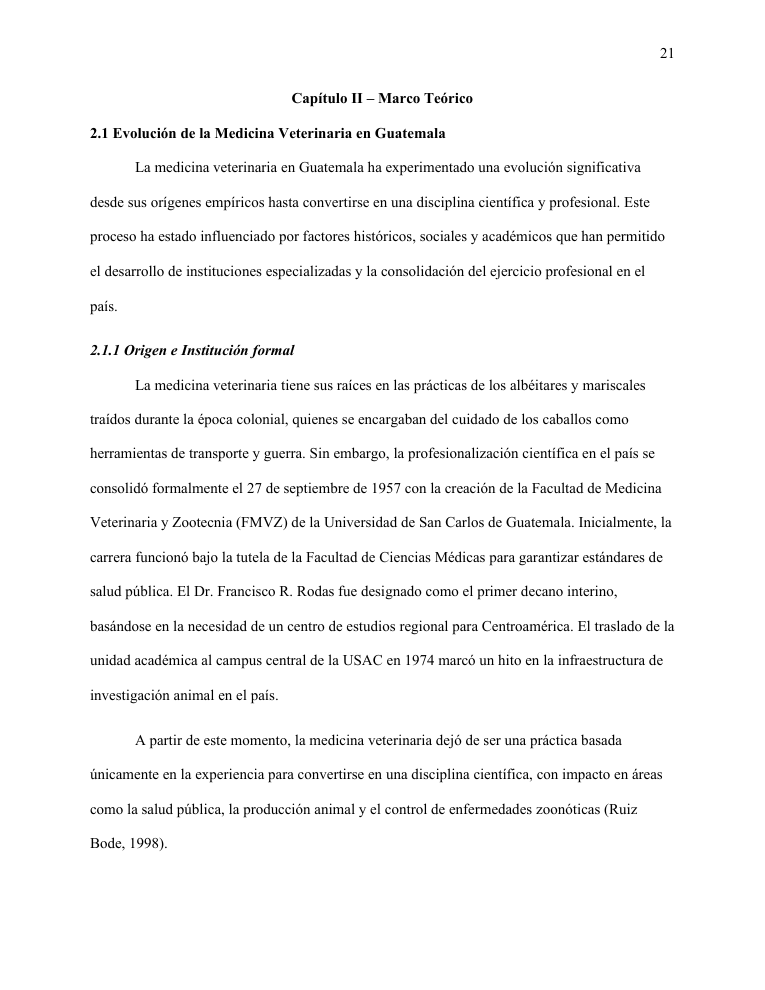 21
Capítulo II – Marco Teórico
2.1 Evolución de la Medicina Veterinaria en Guatemala
La medicina veterinaria en Guatemala ha experimentado una evolución significativa
desde sus orígenes empíricos hasta convertirse en una disciplina científica y profesional. Este
proceso ha estado influenciado por factores históricos, sociales y académicos que han permitido
el desarrollo de instituciones especializadas y la consolidación del ejercicio profesional en el
país.
2.1.1 Origen e Institución formal
La medicina veterinaria tiene sus raíces en las prácticas de los albéitares y mariscales
traídos durante la época colonial, quienes se encargaban del cuidado de los caballos como
herramientas de transporte y guerra. Sin embargo, la profesionalización científica en el país se
consolidó formalmente el 27 de septiembre de 1957 con la creación de la Facultad de Medicina
Veterinaria y Zootecnia (FMVZ) de la Universidad de San Carlos de Guatemala. Inicialmente, la
carrera funcionó bajo la tutela de la Facultad de Ciencias Médicas para garantizar estándares de
salud pública. El Dr. Francisco R. Rodas fue designado como el primer decano interino,
basándose en la necesidad de un centro de estudios regional para Centroamérica. El traslado de la
unidad académica al campus central de la USAC en 1974 marcó un hito en la infraestructura de
investigación animal en el país.
A partir de este momento, la medicina veterinaria dejó de ser una práctica basada
únicamente en la experiencia para convertirse en una disciplina científica, con impacto en áreas
como la salud pública, la producción animal y el control de enfermedades zoonóticas (Ruiz
Bode, 1998).